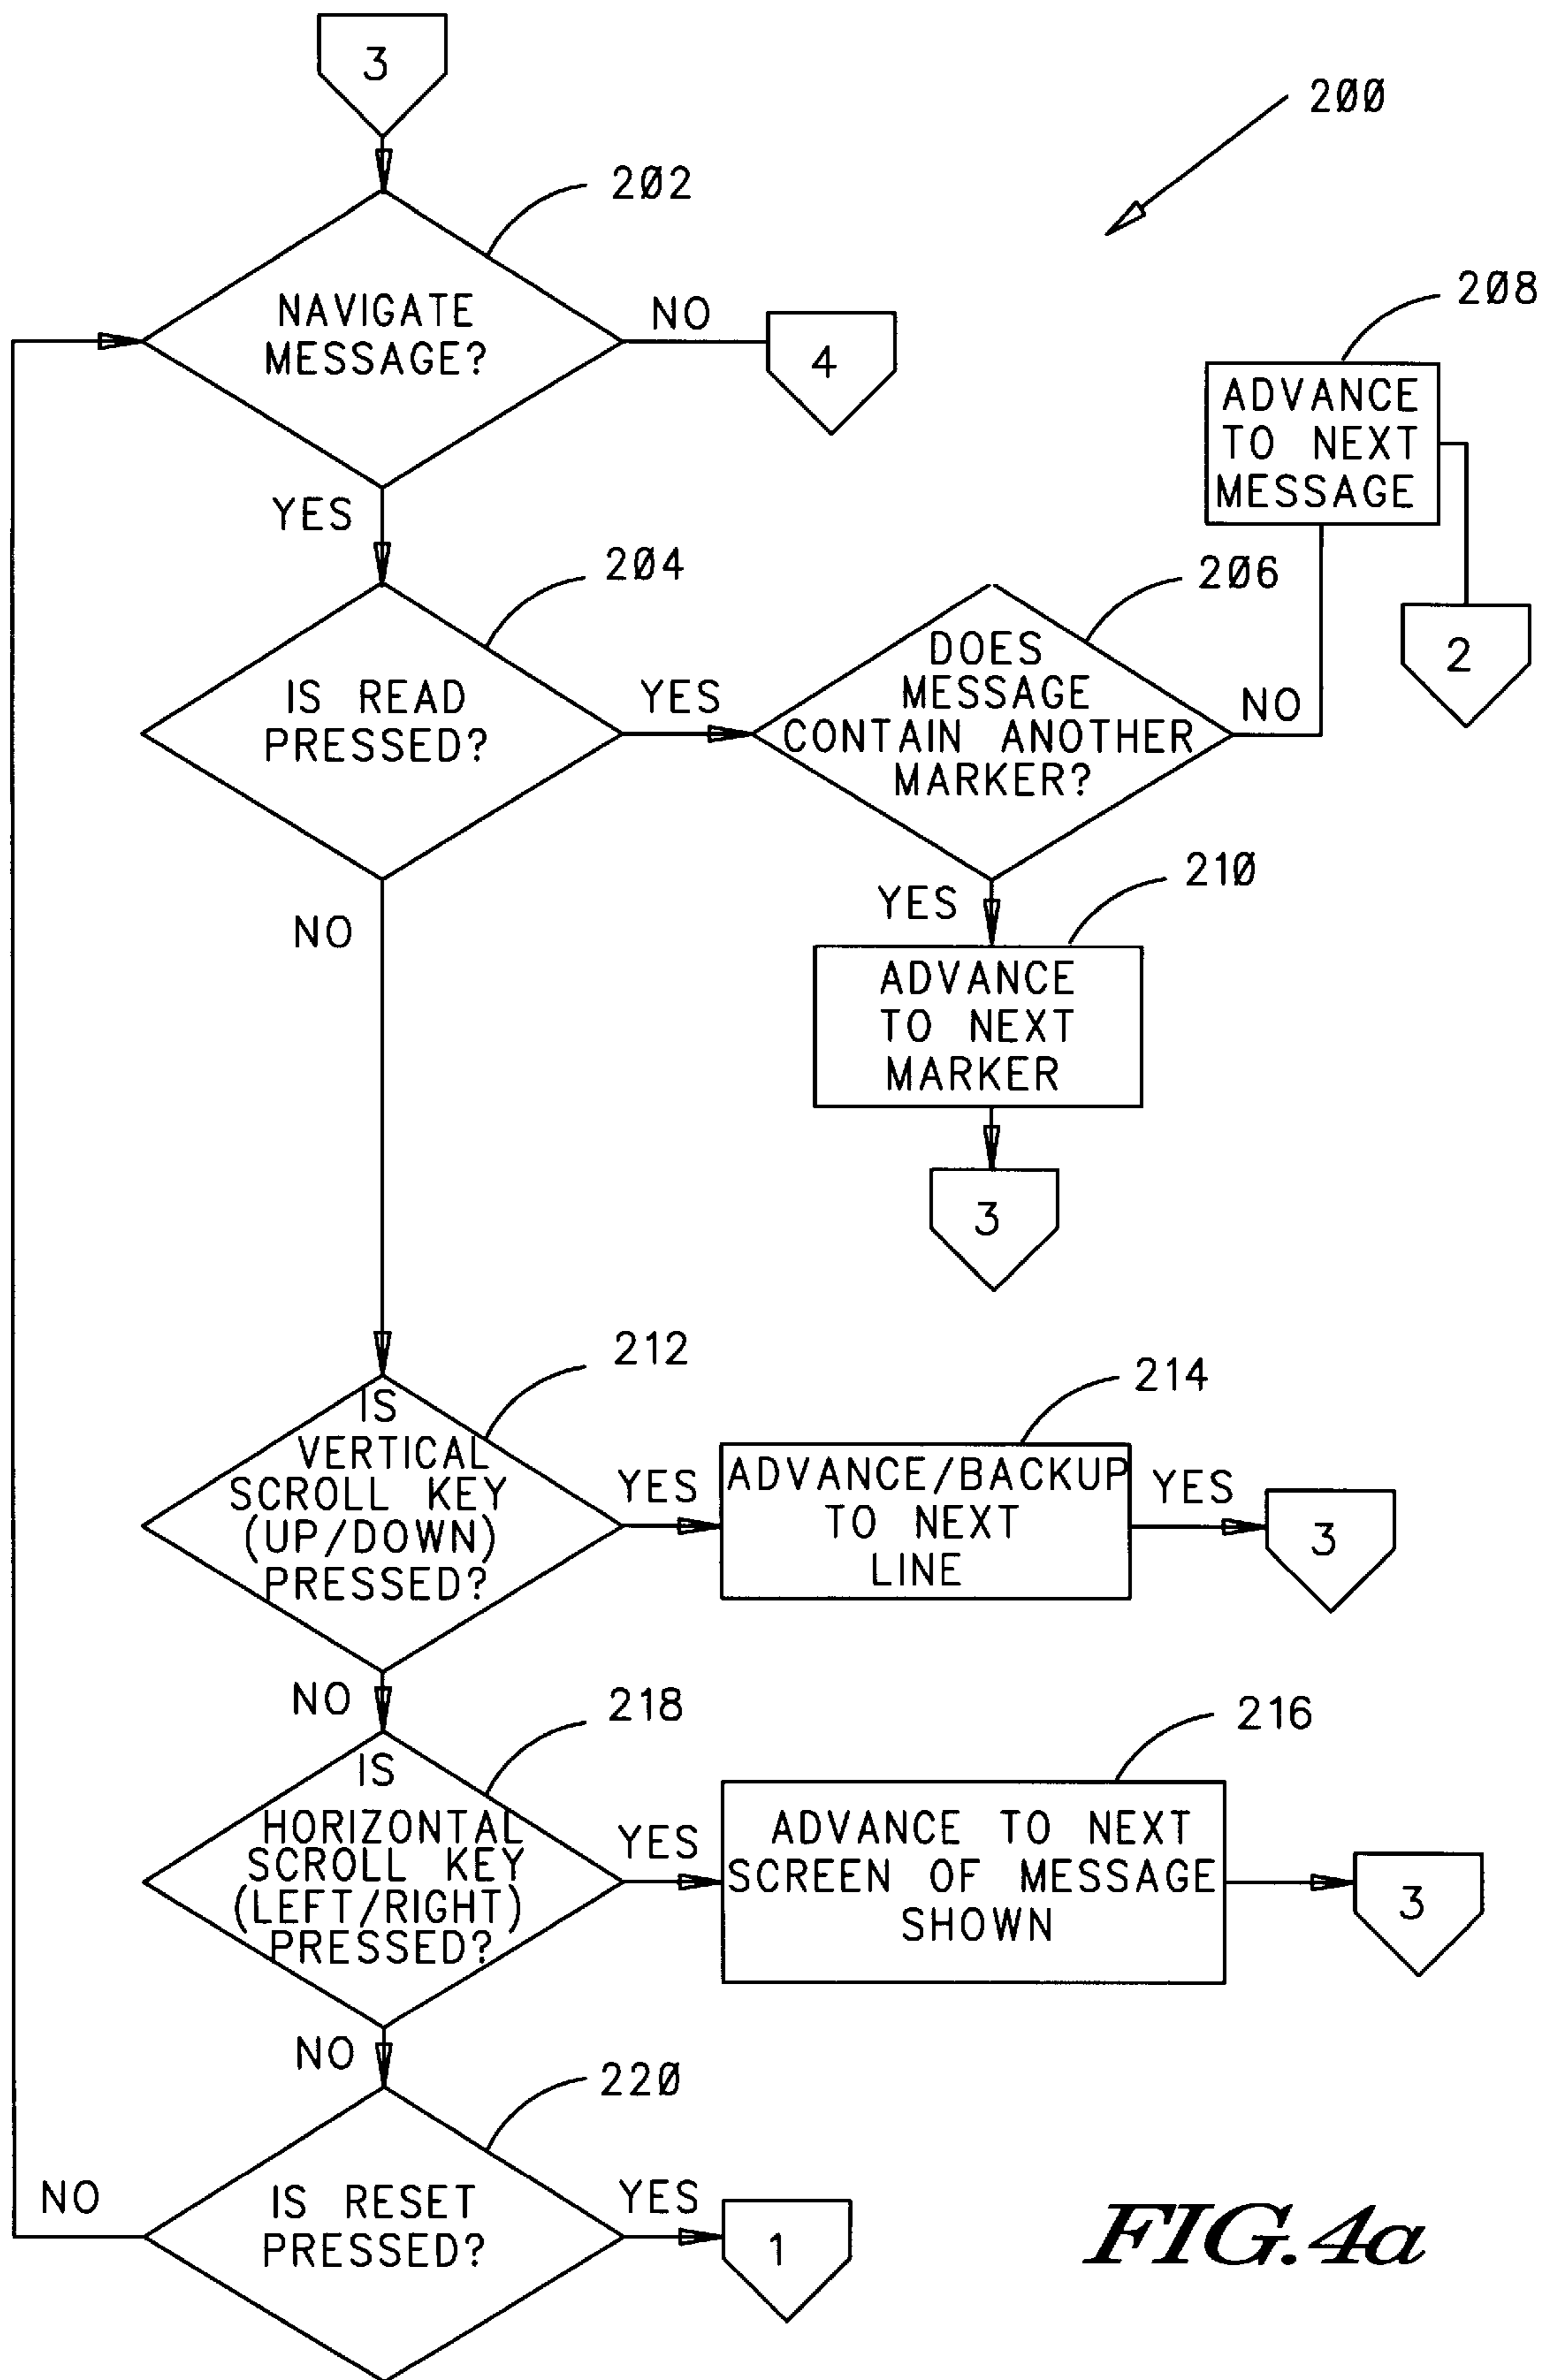 3
200
202
NAVIGATE
MESSAGE?
NO
4
208
ADVANCE
TO NEXT
MESSAGE
2
YES
204
IS READ
PRESSED?
YES
206
DOES
MESSAGE
CONTAIN ANOTHER
MARKER?
NO
NO
YES
210
ADVANCE
TO NEXT
MARKER
3
212
IS
VERTICAL
SCROLL KEY
(UP/DOWN)
PRESSED?
YES
214
ADVANCE/BACKUP
TO NEXT
LINE
YES
3
NO
218
IS
HORIZONTAL
SCROLL KEY
(LEFT/RIGHT)
PRESSED?
YES
216
ADVANCE TO NEXT
SCREEN OF MESSAGE
SHOWN
3
NO
220
IS RESET
PRESSED?
NO
YES
1
FIG.4a